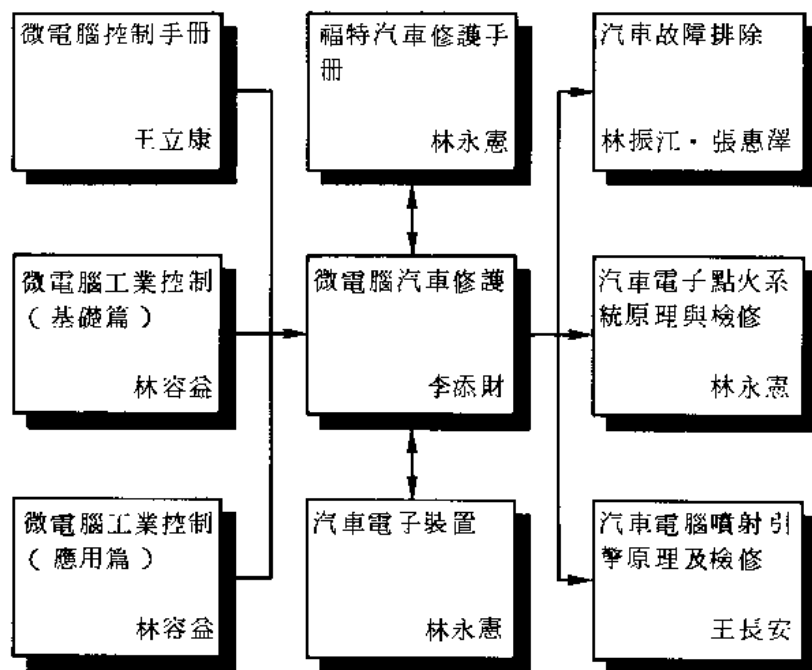 微電腦控制手册
王立康
福特汽車修護手
册
林永憲
汽車故障排除
林振江・張惠澤
微電腦工業控制
（基礎篇）
林容益
微電腦汽車修護
李添財
汽車電子點火系
統原理與檢修
林永憲
微電腦工業控制
（應用篇）
林容益
汽車電子裝置
林永憲
汽車電腦噴射引
擎原理及檢修
王長安